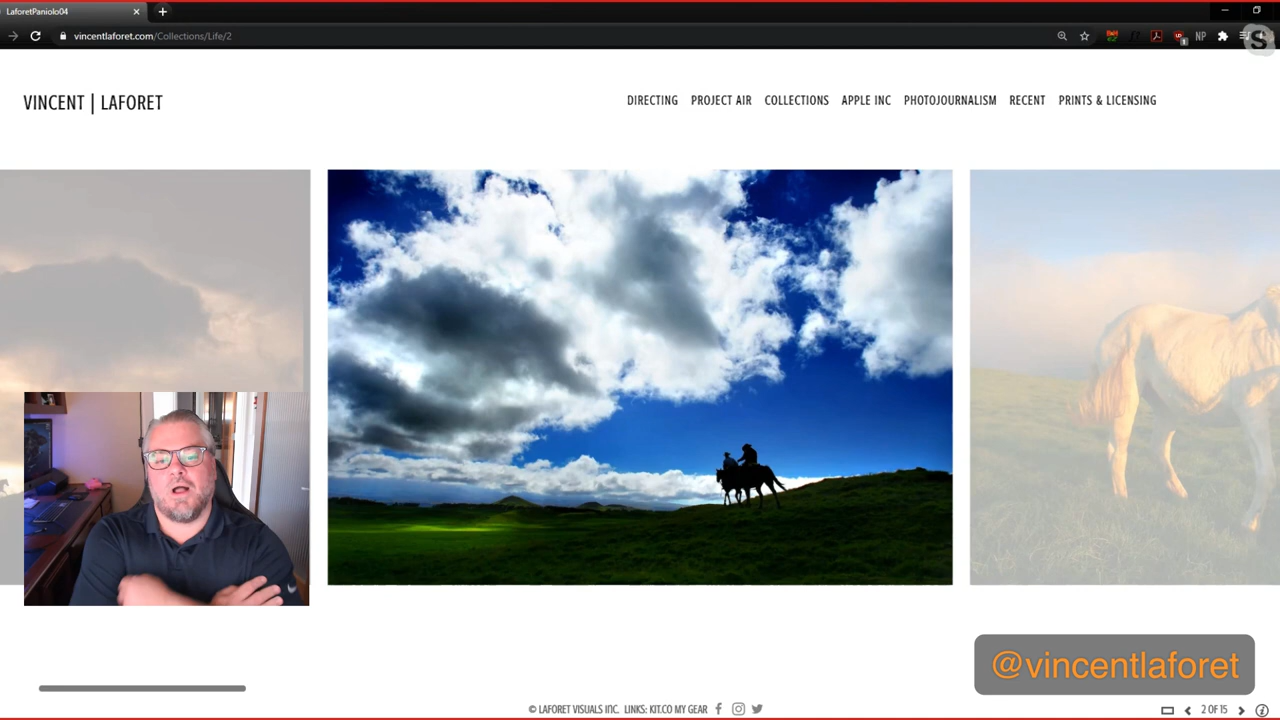 LaforetPaniolo04
vincentlaforet.com/Collections/Life/2
NP
VINCENT | LAFORET
DIRECTING PROJECT AIR COLLECTIONS APPLE INC PHOTOJOURNALISM RECENT PRINTS & LICENSING
@vincentlaforet
© LAFORET VISUALS INC. LINKS: KIT.CO MY GEAR
2 OF 15